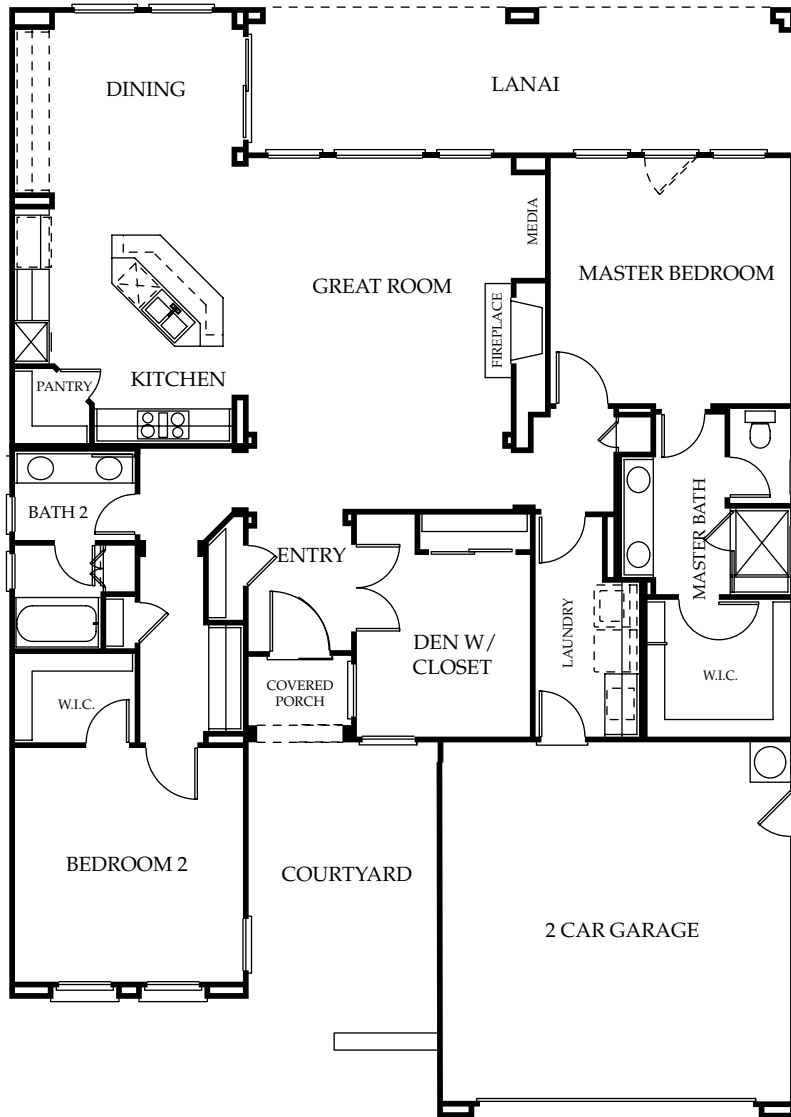 DINING
LANAI
MEDIA
GREAT ROOM
MASTER BEDROOM
FIREPLACE
PANTRY
KITCHEN
BATH 2
MASTER BATH
ENTRY
LAUNDRY
DEN W/
CLOSET
COVERED
PORCH
W.I.C.
W.I.C.
BEDROOM 2
COURTYARD
2 CAR GARAGE